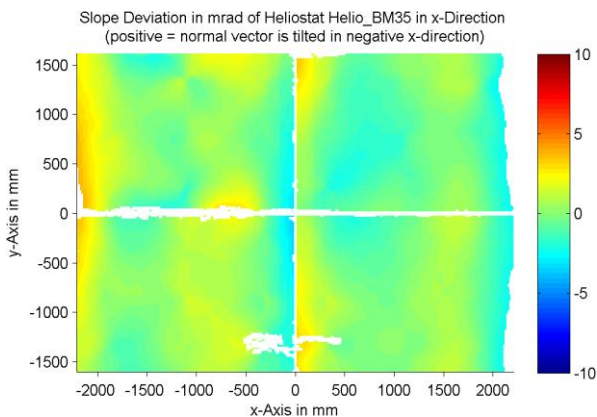 Slope Deviation in mrad of Heliostat Helio_BM35 in x-Direction
(positive = normal vector is tilted in negative x-direction)
y-Axis in mm
1500
1000
500
0
-500
-1000
-1500
-2000 -1500 -1000 -500 0 500 1000 1500 2000
x-Axis in mm
10
5
0
-5
-10